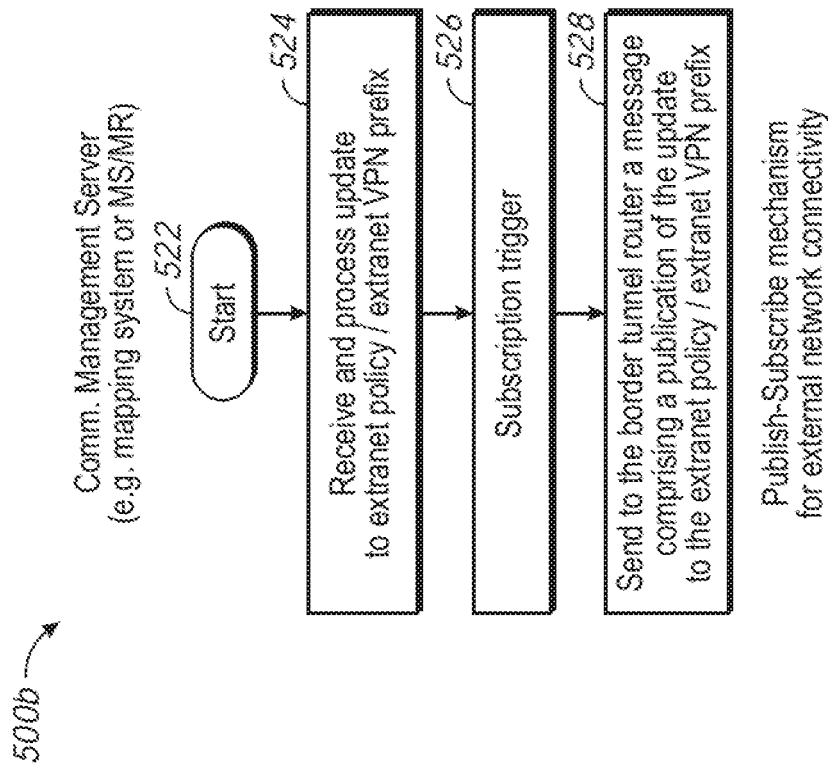 500b
Comm. Management Server
(e.g. mapping system or MS/MR)
522
Start
524
Receive and process update
to extranet policy / extranet VPN prefix
526
Subscription trigger
528
Send to the border tunnel router a message
comprising a publication of the update
to the extranet policy / extranet VPN prefix
Publish-Subscribe mechanism
for external network connectivity